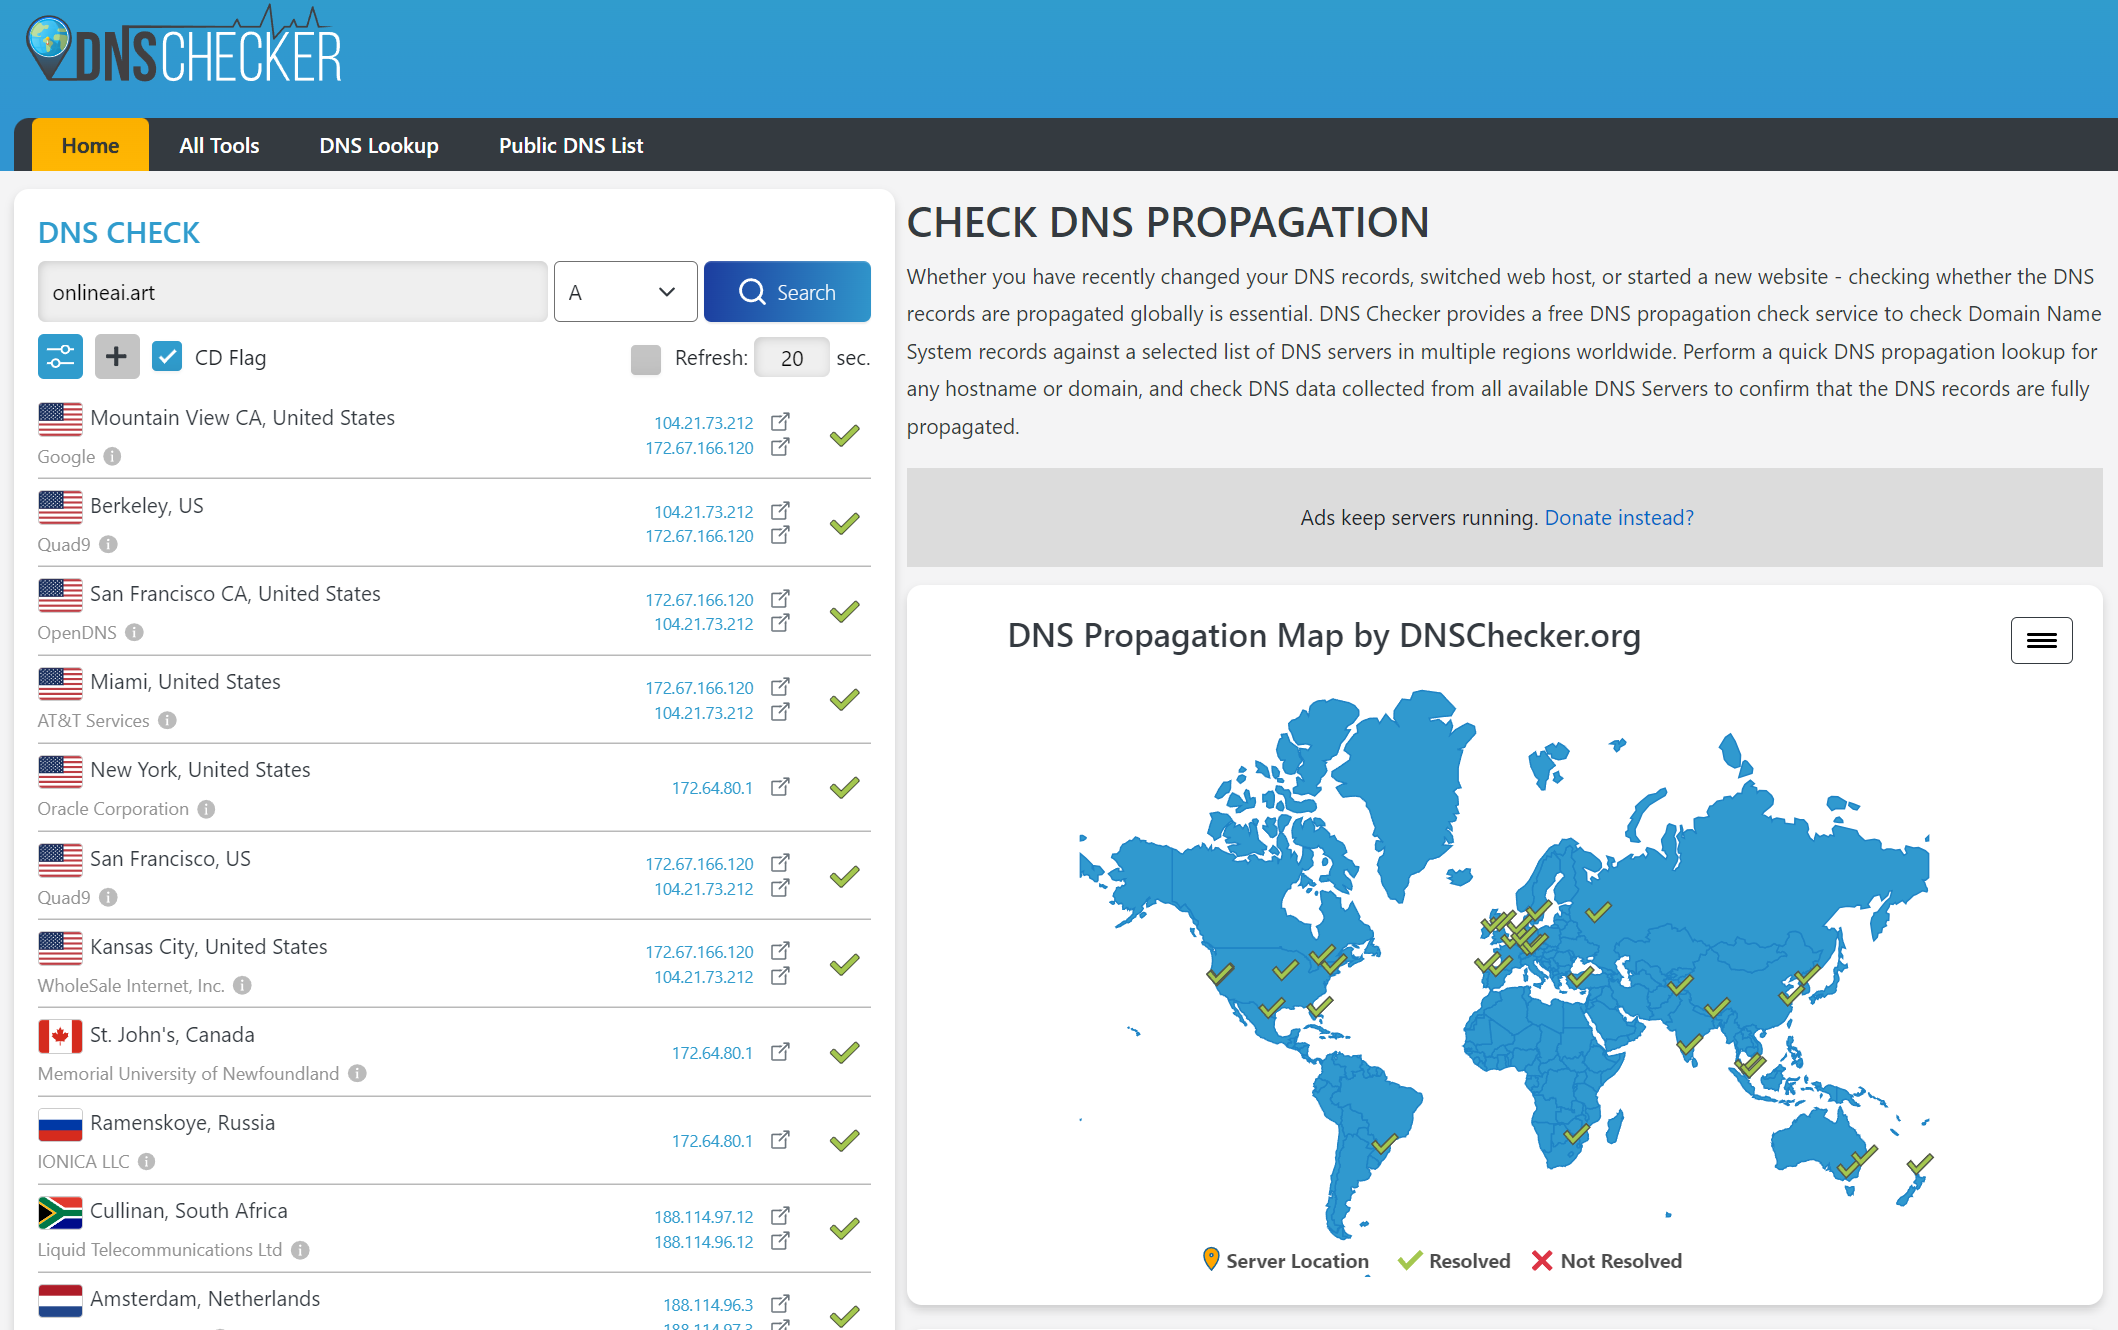 DNSCHECKER
Home
All Tools
DNS Lookup
Public DNS List
DNS CHECK
onlineai.art
A
Search
CD Flag
Refresh:
20
sec.
Mountain View CA, United States
Google
104.21.73.212
172.67.166.120
Berkeley, US
Quad9
104.21.73.212
172.67.166.120
San Francisco CA, United States
OpenDNS
172.67.166.120
104.21.73.212
Miami, United States
AT&T Services
172.67.166.120
104.21.73.212
New York, United States
Oracle Corporation
172.64.80.1
San Francisco, US
Quad9
172.67.166.120
104.21.73.212
Kansas City, United States
WholeSale Internet, Inc.
172.67.166.120
104.21.73.212
St. John's, Canada
Memorial University of Newfoundland
172.64.80.1
Ramenskoye, Russia
IONICA LLC
172.64.80.1
Cullinan, South Africa
Liquid Telecommunications Ltd
188.114.97.12
188.114.96.12
Amsterdam, Netherlands
188.114.96.3
188.114.97.3
CHECK DNS PROPAGATION
Whether you have recently changed your DNS records, switched web host, or started a new website - checking whether the DNS
records are propagated globally is essential. DNS Checker provides a free DNS propagation check service to check Domain Name
System records against a selected list of DNS servers in multiple regions worldwide. Perform a quick DNS propagation lookup for
any hostname or domain, and check DNS data collected from all available DNS Servers to confirm that the DNS records are fully
propagated.
Ads keep servers running. Donate instead?
DNS Propagation Map by DNSChecker.org
Server Location
Resolved
Not Resolved